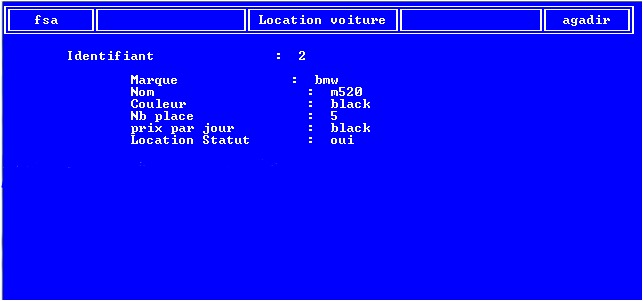 fsa Location voiture agadir
Identifiant : 2
Marque : bmw
Nom : m520
Couleur : black
Nb place : 5
prix par jour : black
Location Statut : oui